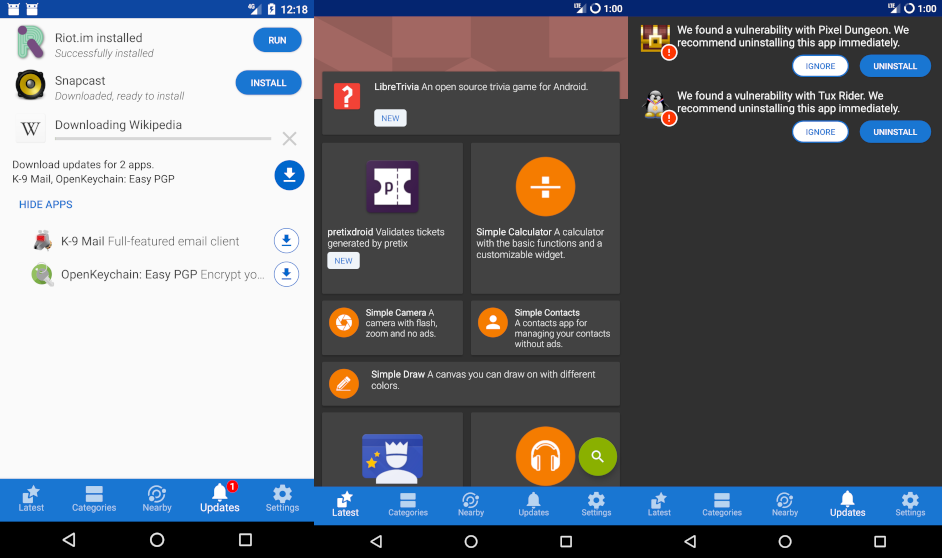 12:18
Riot.im installed
RUN
Successfully installed
Snapcast
INSTALL
Downloaded, ready to install
W
Downloading Wikipedia
Download updates for 2 apps.
K-9 Mail, OpenKeychain: Easy PGP
HIDE APPS
K-9 Mail Full-featured email client
OpenKeychain: Easy PGP Encrypt yo...
1
Latest
Categories
Nearby
Updates
Settings
LTE 1:00
?
LibreTrivia An open source trivia game for Android.
NEW
p
pretixdroid Validates tickets
generated by pretix
NEW
Simple Calculator A calculator
with the basic functions and a
customizable widget.
Simple Camera A
camera with flash,
zoom and no ads.
Simple Contacts
A contacts app for
managing your contacts
without ads.
Simple Draw A canvas you can draw on with different
colors.
Latest
Categories
Nearby
Updates
Settings
LTE 1:00
We found a vulnerability with Pixel Dungeon. We
recommend uninstalling this app immediately.
!
IGNORE
UNINSTALL
We found a vulnerability with Tux Rider. We
recommend uninstalling this app immediately.
!
IGNORE
UNINSTALL
Latest
Categories
Nearby
Updates
Settings